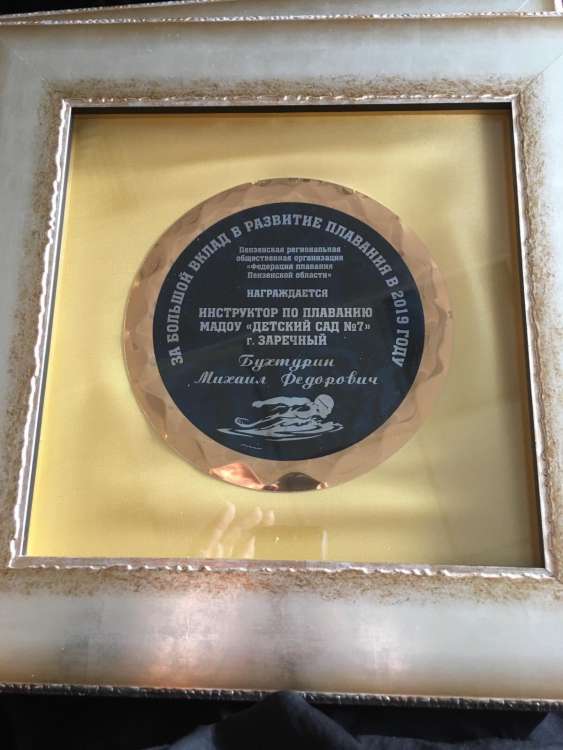 ЗА БОЛЬШОЙ ВКЛАД В РАЗВИТИЕ ПЛАВАНИЯ В 2019 ГОДУ
Пензенская региональная
общественная организация
«Федерация плавания
Пензенской области»
НАГРАЖДАЕТСЯ
ИНСТРУКТОР ПО ПЛАВАНИЮ
МАДОУ «ДЕТСКИЙ САД №7»
г. ЗАРЕЧНЫЙ
Бухтурин
Михаил Федорович